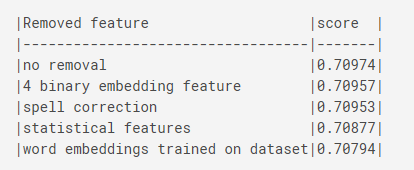 |Removed feature                   |score  |
|----------------------------------|-------|
|no removal                        |0.70974|
|4 binary embedding feature        |0.70957|
|spell correction                  |0.70953|
|statistical features              |0.70877|
|word embeddings trained on dataset|0.70794|